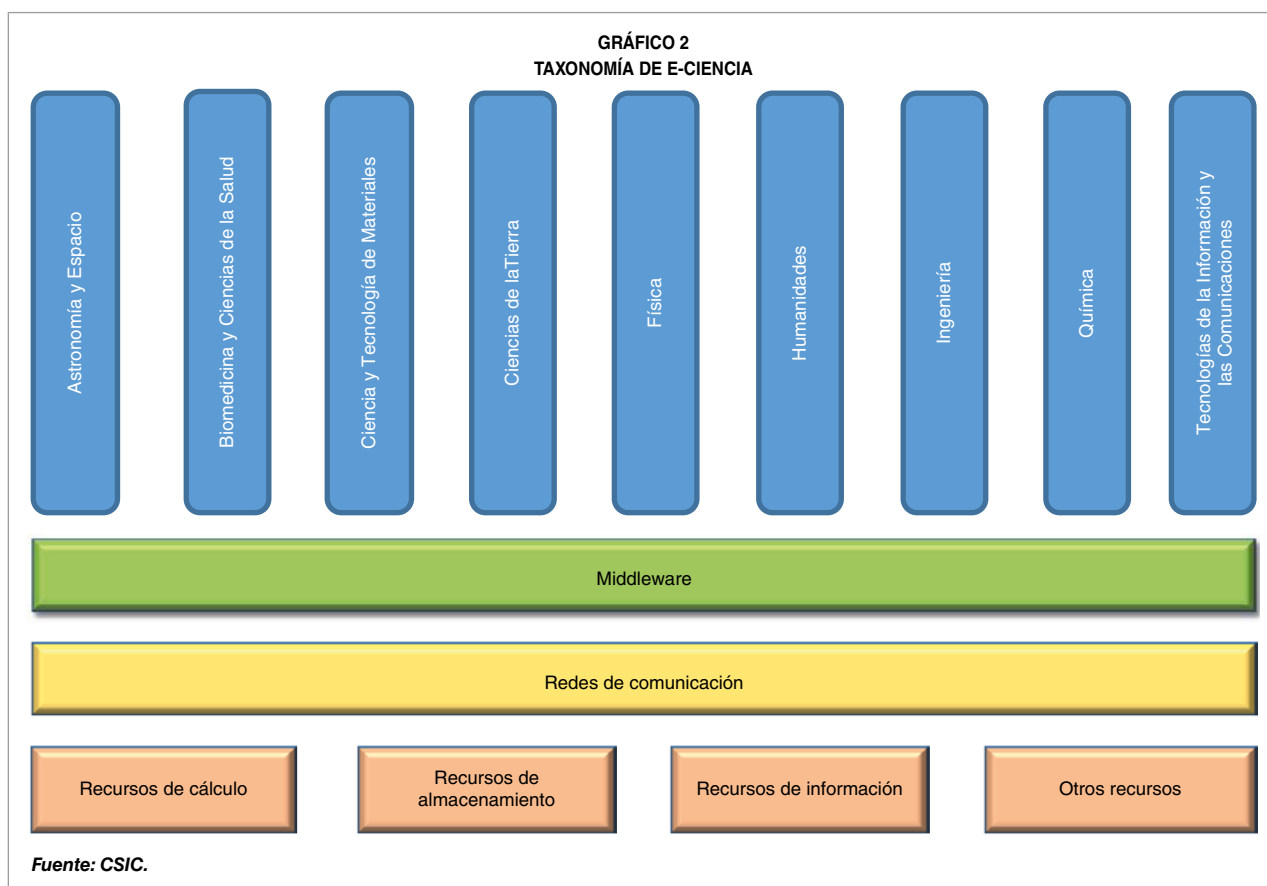 GRÁFICO 2
TAXONOMÍA DE E-CIENCIA
Astronomía y Espacio
Biomedicina y Ciencias de la Salud
Ciencia y Tecnología de Materiales
Ciencias de laTierra
Física
Humanidades
Ingeniería
Química
Tecnologías de la Información y
las Comunicaciones
Middleware
Redes de comunicación
Recursos de cálculo
Recursos de
almacenamiento
Recursos de información
Otros recursos
Fuente: CSIC.